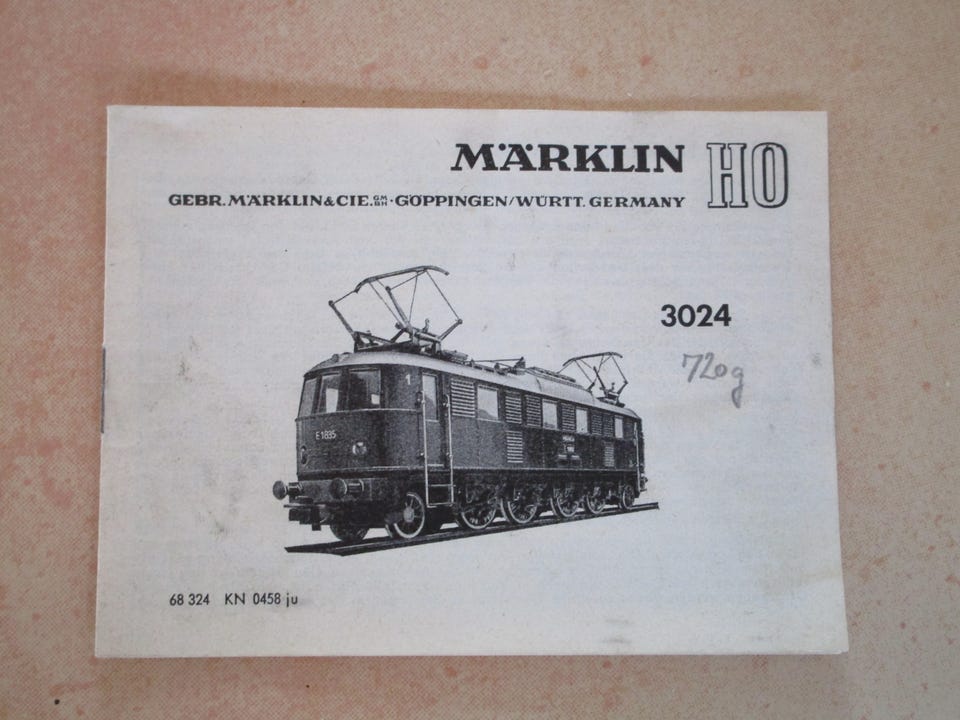 MÄRKLIN HO
GEBR. MÄRKLIN & CIE. GMBH · GÖPPINGEN/WÜRTT. GERMANY
3024
720g
1
E 1835
68 324 KN 0458 ju